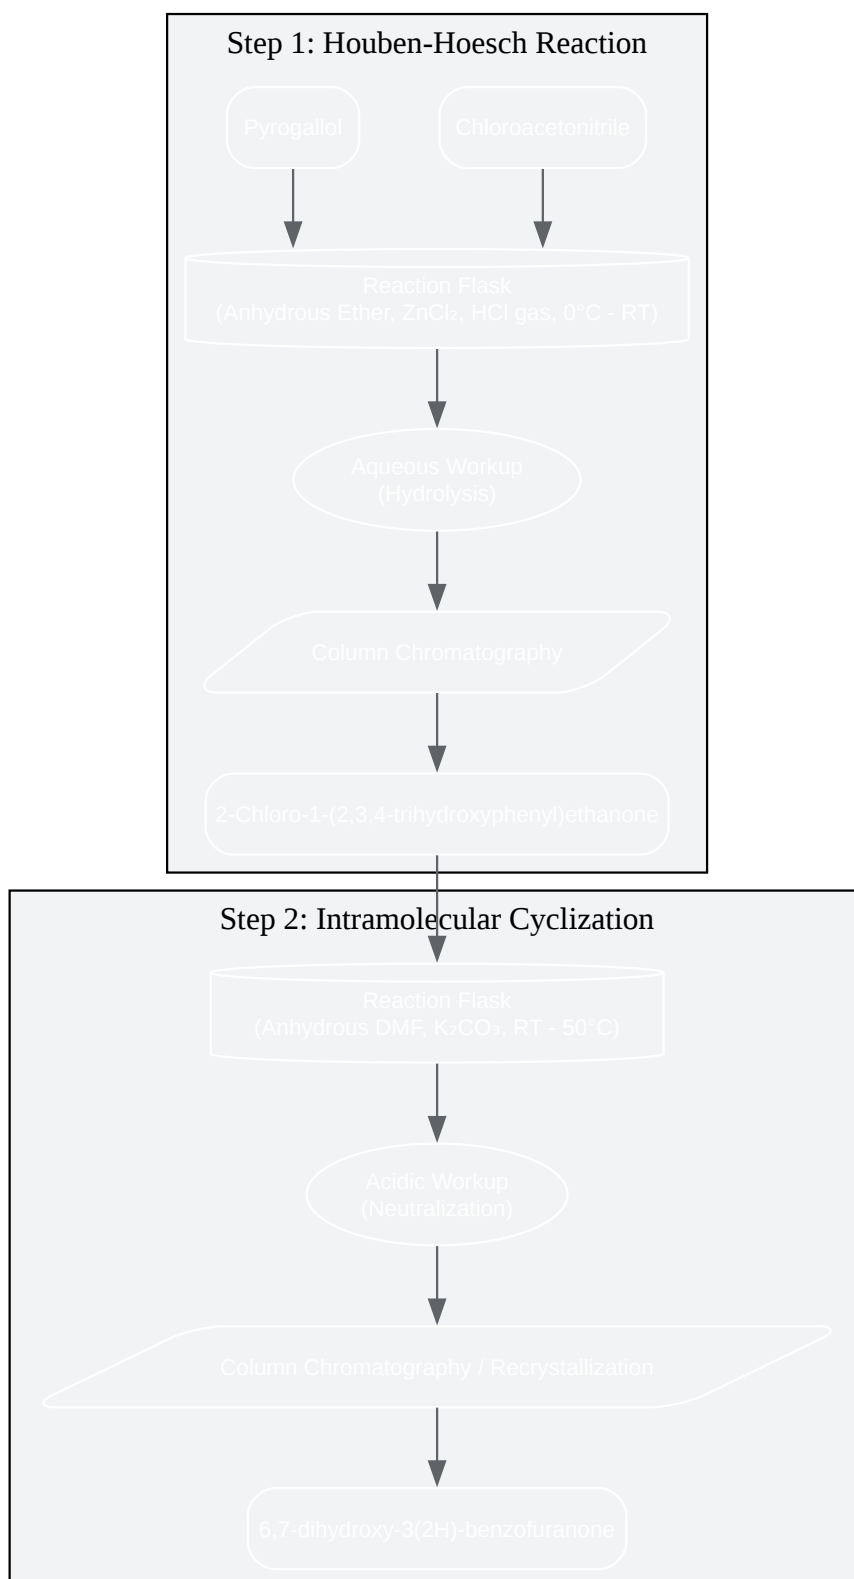 Step 1: Houben-Hoesch Reaction
Pyrogallol
Chloroacetonitrile
Reaction Flask
(Anhydrous Ether, ZnCl₂, HCl gas, 0°C - RT)
Aqueous Workup
(Hydrolysis)
Column Chromatography
2-Chloro-1-(2,3,4-trihydroxyphenyl)ethanone
Step 2: Intramolecular Cyclization
Reaction Flask
(Anhydrous DMF, K₂CO₃, RT - 50°C)
Acidic Workup
(Neutralization)
Column Chromatography / Recrystallization
6,7-dihydroxy-3(2H)-benzofuranone